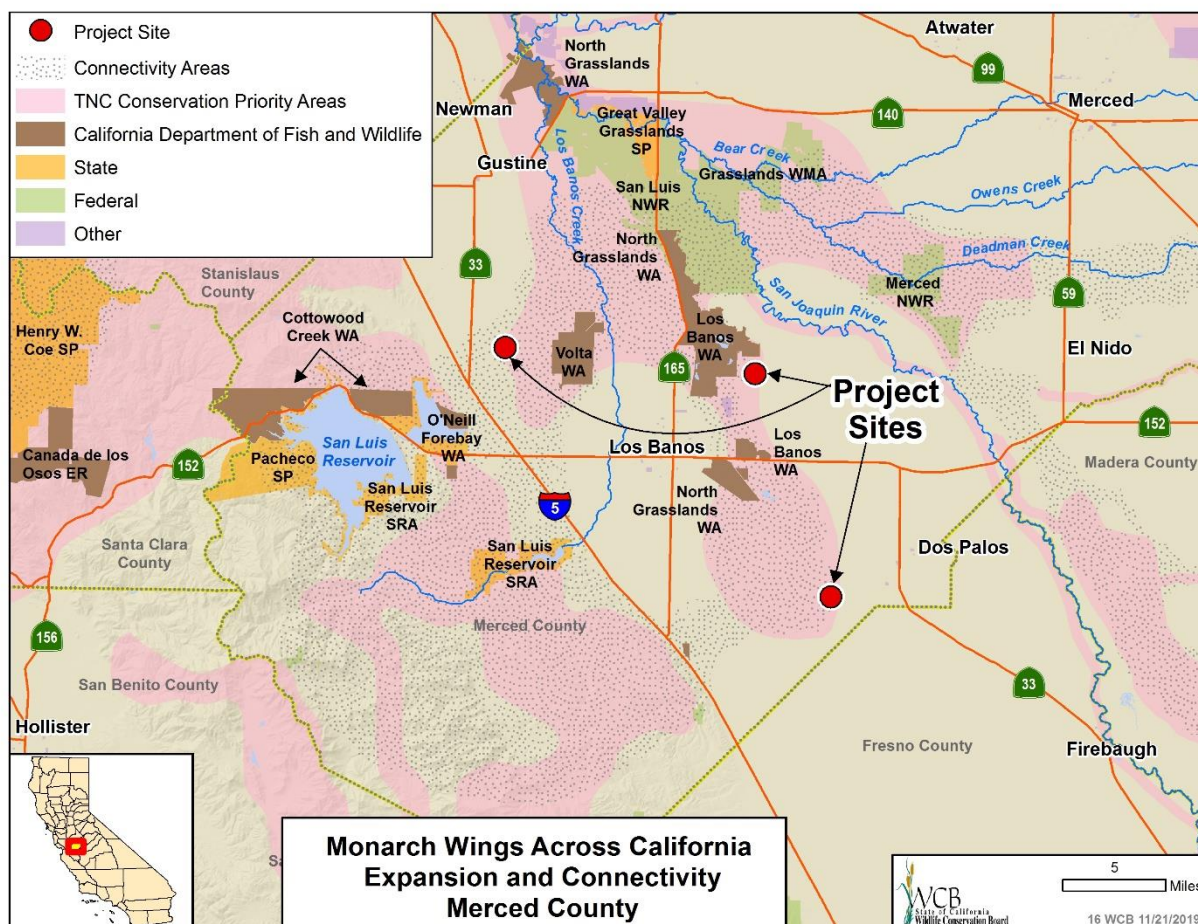 Project Site
Connectivity Areas
TNC Conservation Priority Areas
California Department of Fish and Wildlife
State
Federal
Other
North
Grasslands
WA
Atwater
99
Merced
Newman
140
Great Valley
Grasslands
SP
Gustine
Los Banos Creek
Bear Creek
Grasslands WMA
Owens Creek
San Luis
NWR
North
Grasslands
WA
Deadman Creek
33
Stanislaus
County
Merced
NWR
59
San Joaquin River
Henry W.
Coe SP
Cottowood
Creek WA
Volta
WA
Los
Banos
WA
165
El Nido
Project
Sites
O'Neill
Forebay
WA
San Luis
Reservoir
Los Banos
Los
Banos
WA
152
Madera County
Canada de los
Osos ER
152
Pacheco
SP
San Luis
Reservoir
SRA
North
Grasslands
WA
5
Santa Clara
County
San Luis
Reservoir
SRA
Dos Palos
Merced County
156
San Benito County
33
Hollister
Fresno County
Firebaugh
Monarch Wings Across California
Expansion and Connectivity
Merced County
WCB
State of California
Wildlife Conservation Board
5
Miles
16 WCB 11/21/2019